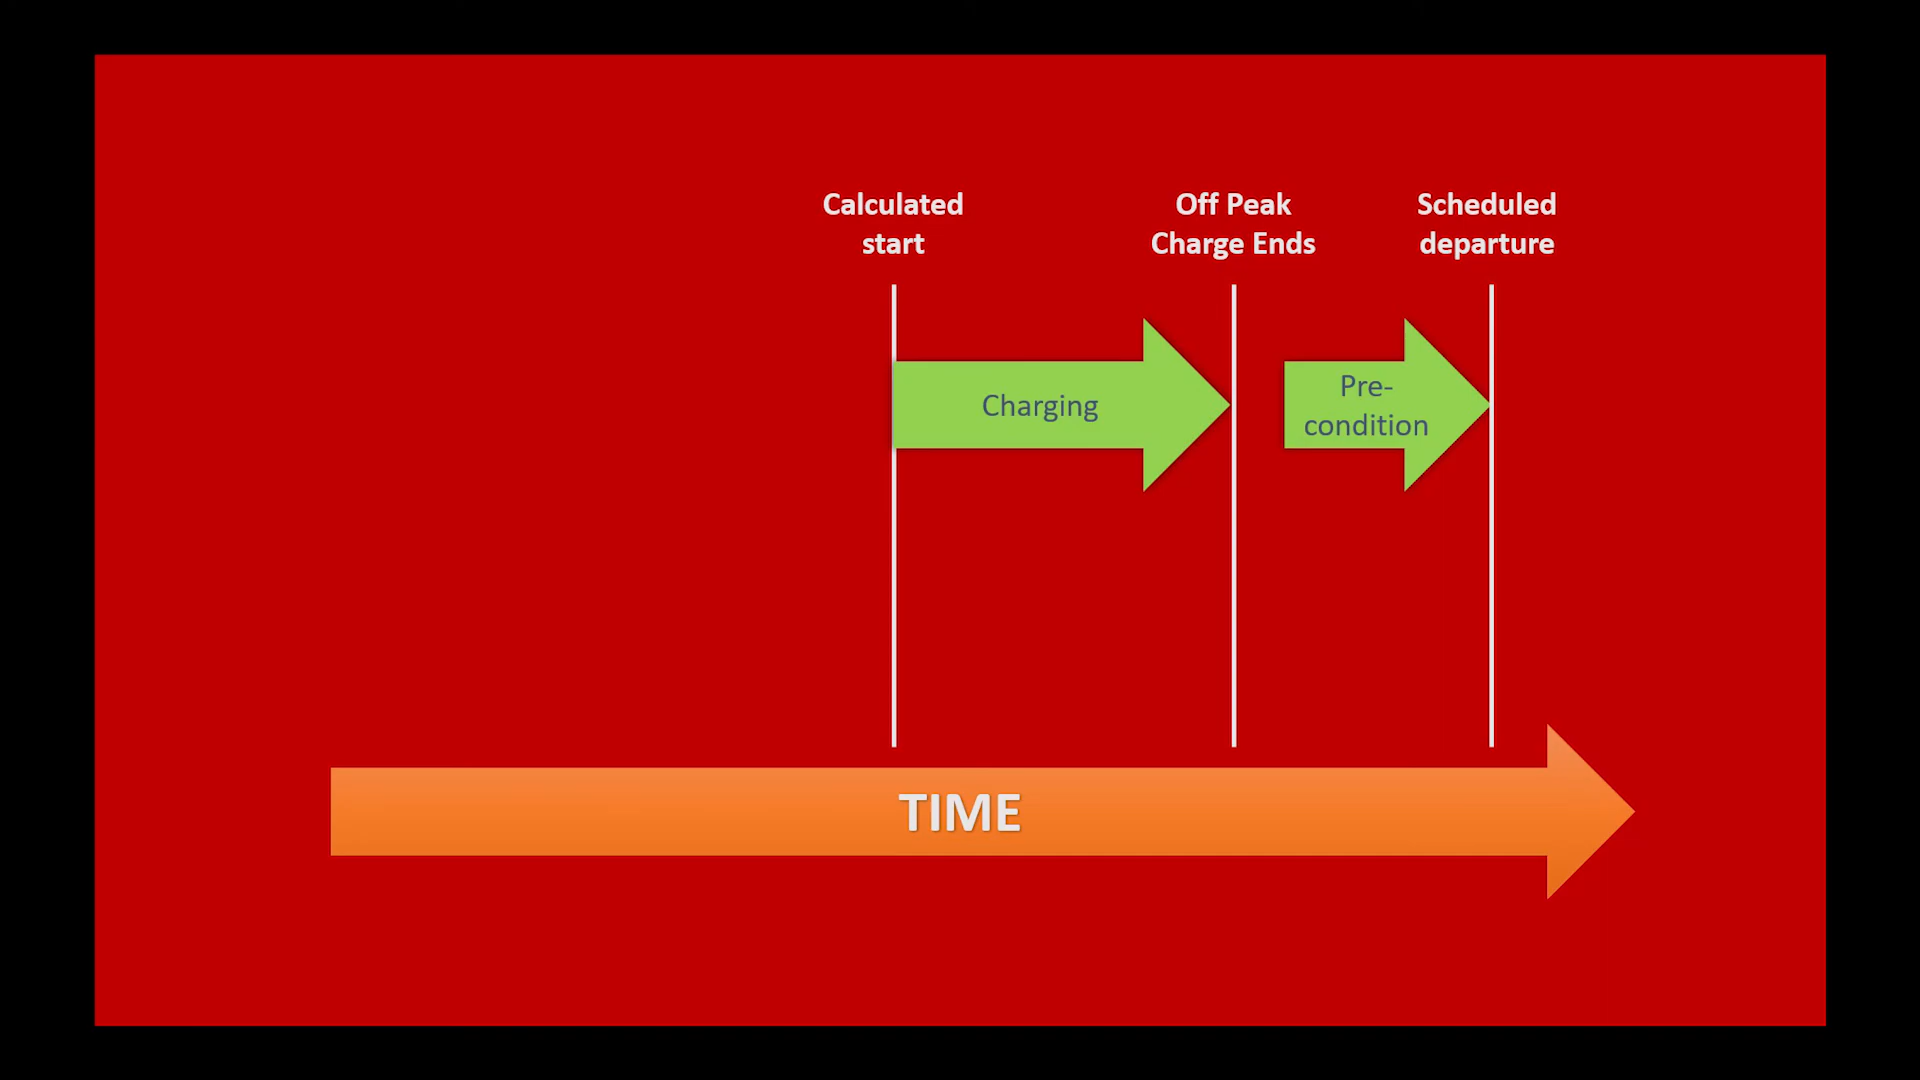 Calculated
start
Off Peak
Charge Ends
Scheduled
departure
Charging
Pre-
condition
TIME